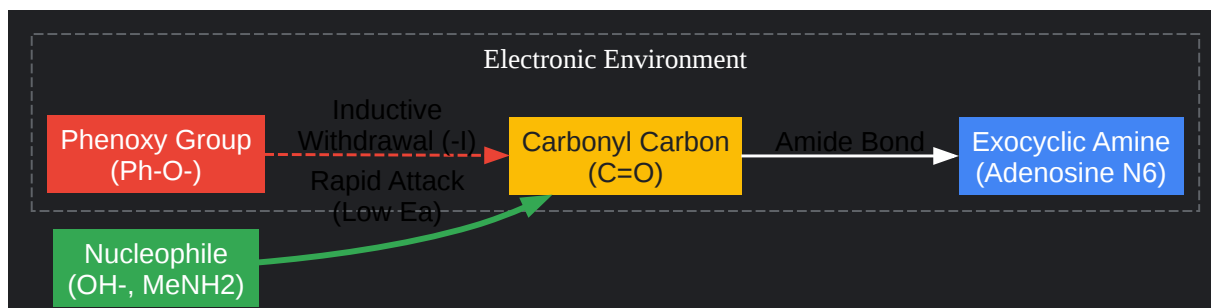 Electronic Environment
Phenoxy Group
(Ph-O-)
Inductive
Withdrawal (-I)
Rapid Attack
(Low Ea)
Carbonyl Carbon
(C=O)
Amide Bond
Exocyclic Amine
(Adenosine N6)
Nucleophile
(OH-, MeNH2)